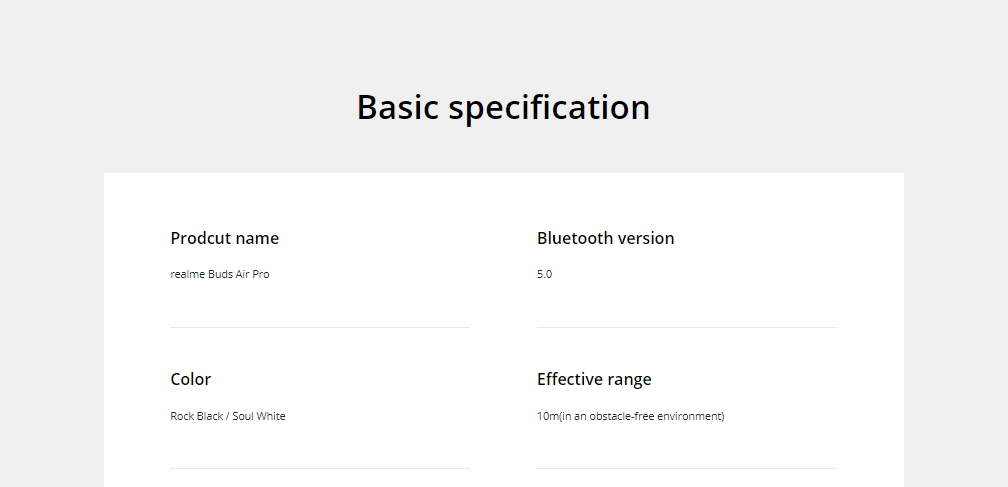 Basic specification
Prodcut name
realme Buds Air Pro
Bluetooth version
5.0
Color
Rock Black / Soul White
Effective range
10m(in an obstacle-free environment)